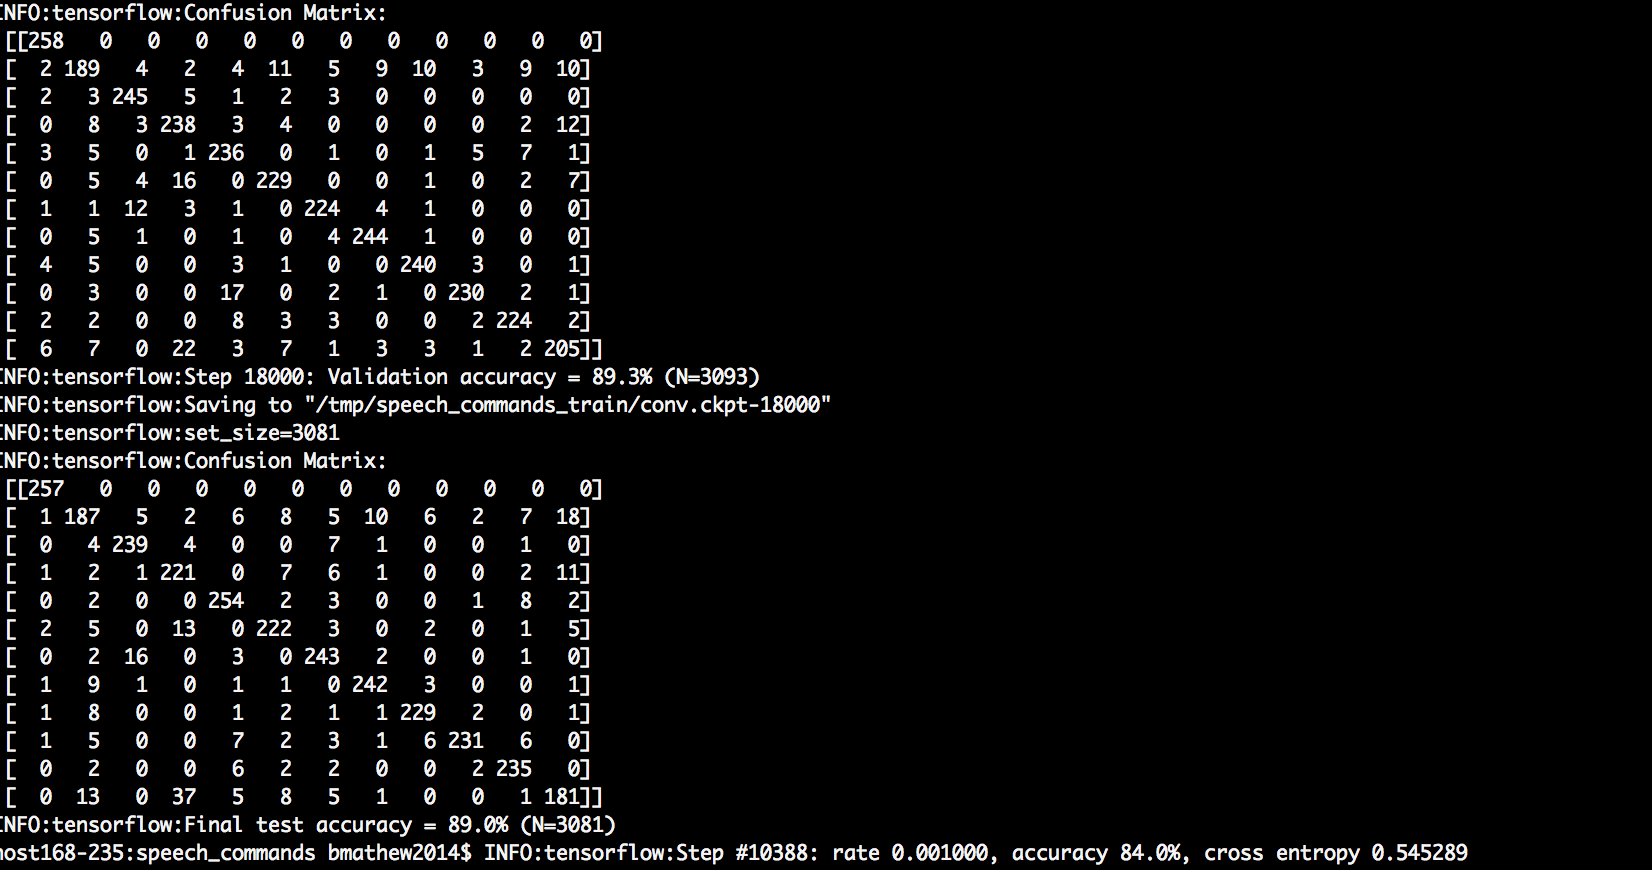 INFO:tensorflow:Confusion Matrix:
[[258 0 0 0 0 0 0 0 0 0 0 0]
[ 2 189 4 2 4 11 5 9 10 3 9 10]
[ 2 3 245 5 1 2 3 0 0 0 0 0]
[ 0 8 3 238 3 4 0 0 0 0 2 12]
[ 3 5 0 1 236 0 1 0 1 5 7 1]
[ 0 5 4 16 0 229 0 0 1 0 2 7]
[ 1 1 12 3 1 0 224 4 1 0 0 0]
[ 0 5 1 0 1 0 4 244 1 0 0 0]
[ 4 5 0 0 3 1 0 0 240 3 0 1]
[ 0 3 0 0 17 0 2 1 0 230 2 1]
[ 2 2 0 0 8 3 3 0 0 2 224 2]
[ 6 7 0 22 3 7 1 3 3 1 2 205]]
INFO:tensorflow:Step 18000: Validation accuracy = 89.3% (N=3093)
INFO:tensorflow:Saving to "/tmp/speech_commands_train/conv.ckpt-18000"
INFO:tensorflow:set_size=3081
INFO:tensorflow:Confusion Matrix:
[[257 0 0 0 0 0 0 0 0 0 0 0]
[ 1 187 5 2 6 8 5 10 6 2 7 18]
[ 0 4 239 4 0 0 7 1 0 0 1 0]
[ 1 2 1 221 0 7 6 1 0 0 2 11]
[ 0 2 0 0 254 2 3 0 0 1 8 2]
[ 2 5 0 13 0 222 3 0 2 0 1 5]
[ 0 2 16 0 3 0 243 2 0 0 1 0]
[ 1 9 1 0 1 1 0 242 3 0 0 1]
[ 1 8 0 0 1 2 1 1 229 2 0 1]
[ 1 5 0 0 7 2 3 1 6 231 6 0]
[ 0 2 0 0 6 2 2 0 0 2 235 0]
[ 0 13 0 37 5 8 5 1 0 0 1 181]]
INFO:tensorflow:Final test accuracy = 89.0% (N=3081)
host168-235:speech_commands bmathew2014$ INFO:tensorflow:Step #10388: rate 0.001000, accuracy 84.0%, cross entropy 0.545289